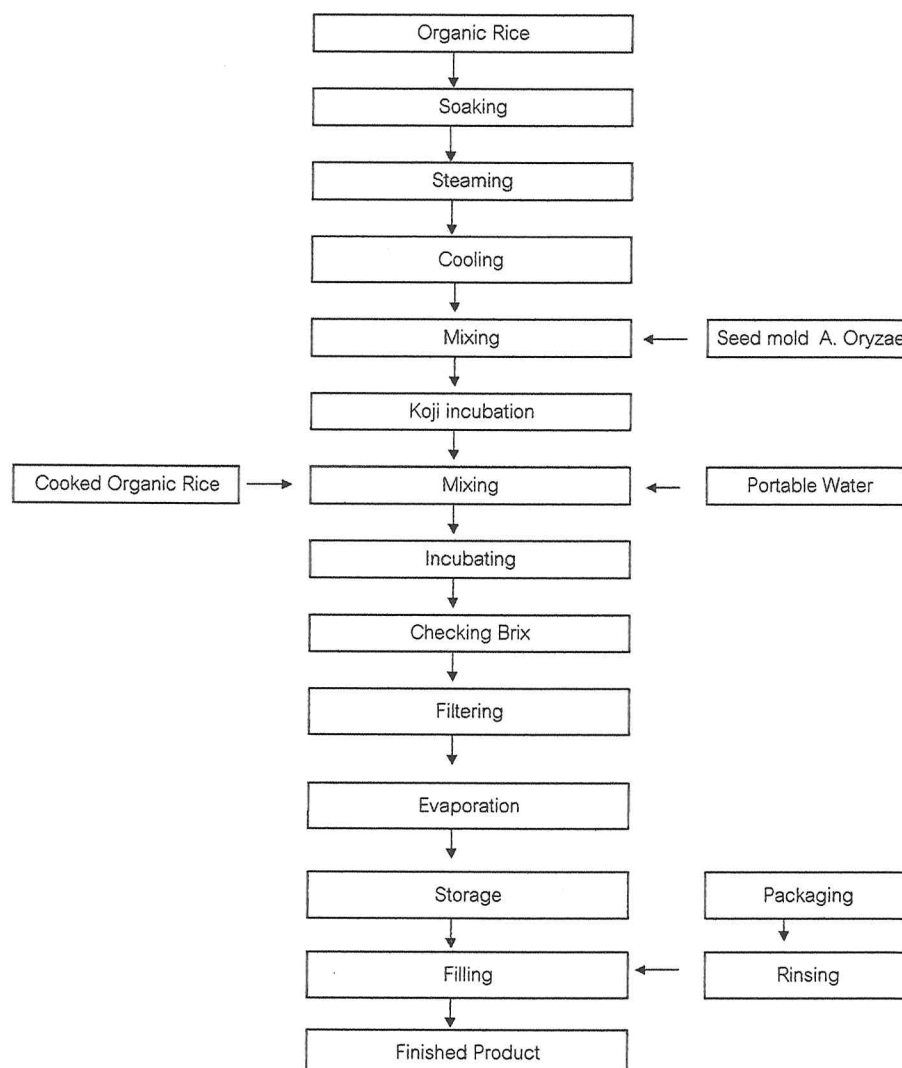 Organic Rice
Soaking
Steaming
Cooling
Mixing
Seed mold A. Oryzae
Koji incubation
Cooked Organic Rice
Mixing
Portable Water
Incubating
Checking Brix
Filtering
Evaporation
Storage
Packaging
Filling
Rinsing
Finished Product